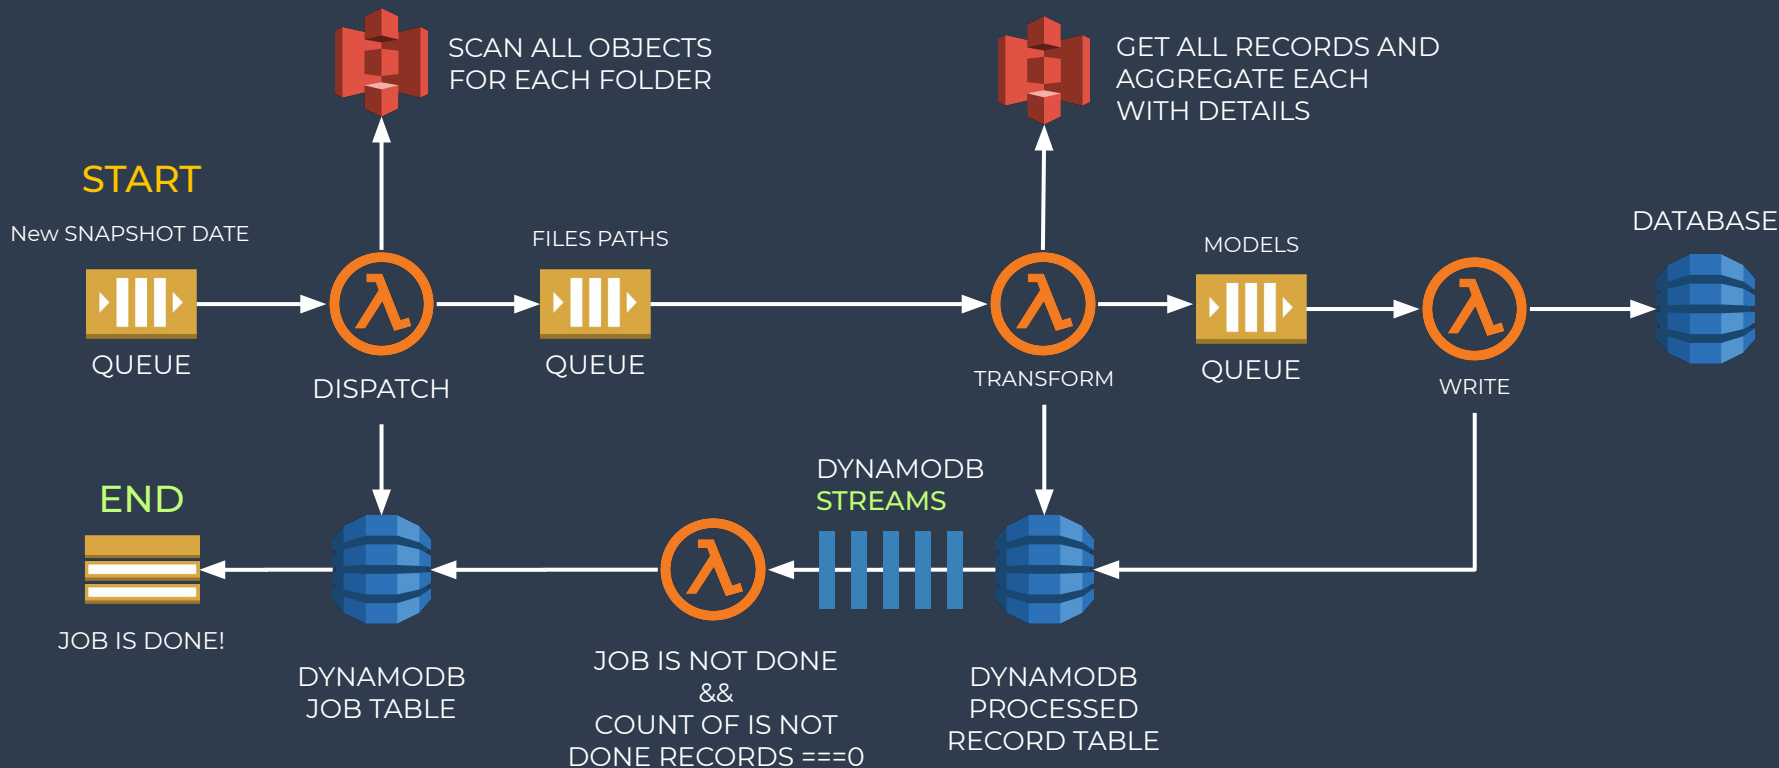 SCAN ALL OBJECTS
FOR EACH FOLDER
GET ALL RECORDS AND
AGGREGATE EACH
WITH DETAILS
START
New SNAPSHOT DATE
QUEUE
DISPATCH
FILES PATHS
QUEUE
TRANSFORM
MODELS
QUEUE
WRITE
DATABASE
END
JOB IS DONE!
DYNAMODB
JOB TABLE
JOB IS NOT DONE
&&
COUNT OF IS NOT
DONE RECORDS ===0
DYNAMODB
STREAMS
DYNAMODB
PROCESSED
RECORD TABLE